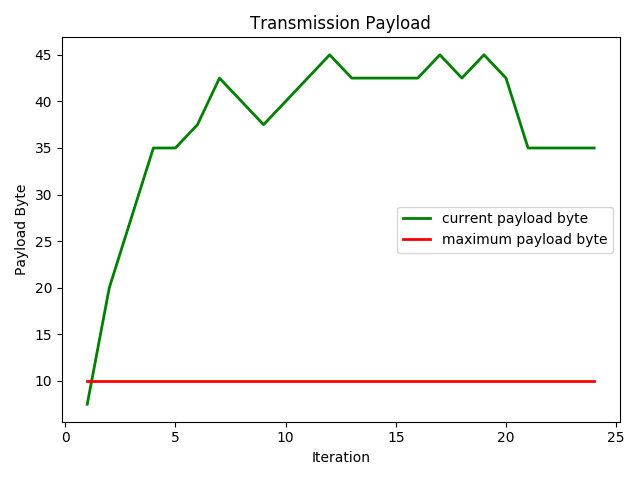 Transmission Payload
45
40
35
30
25
20
15
10
Payload Byte
current payload byte
maximum payload byte
0 5 10 15 20 25
Iteration